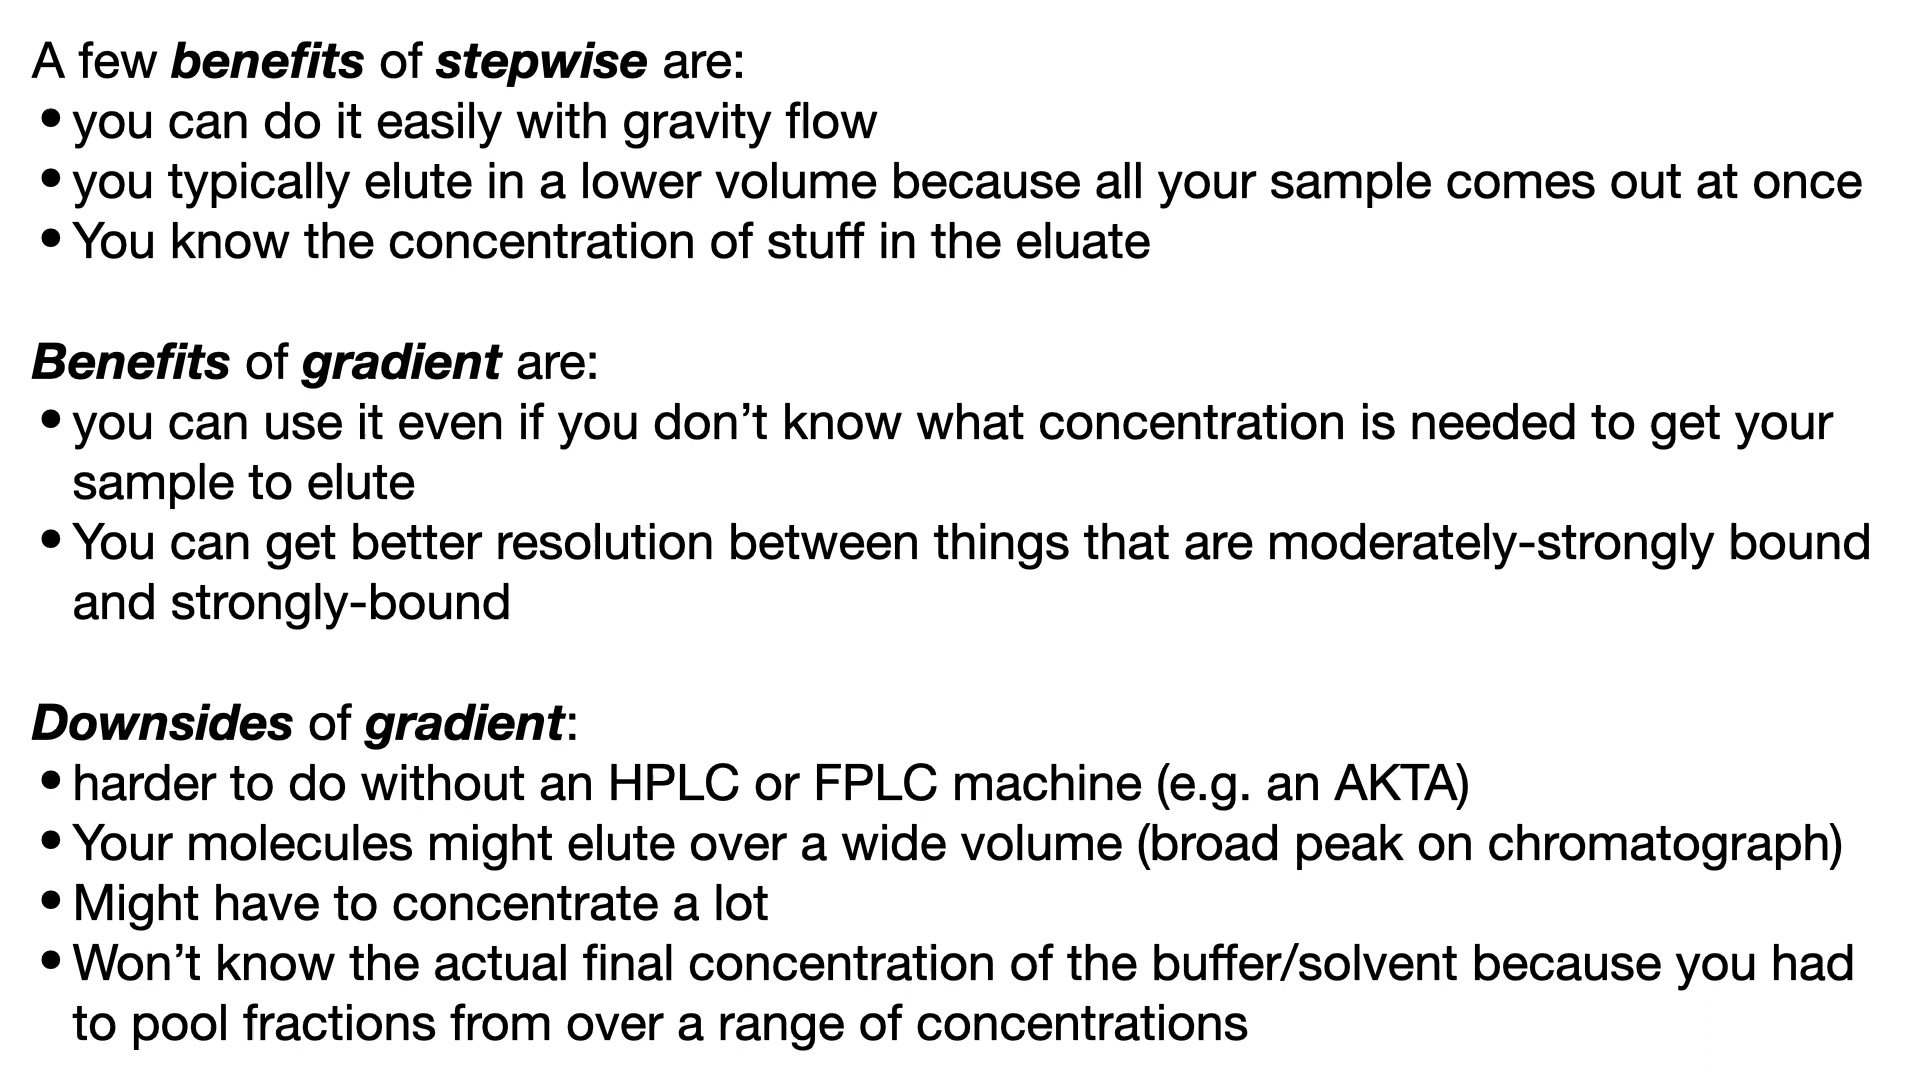 A few benefits of stepwise are:
• you can do it easily with gravity flow
• you typically elute in a lower volume because all your sample comes out at once
• You know the concentration of stuff in the eluate
Benefits of gradient are:
• you can use it even if you don’t know what concentration is needed to get your
sample to elute
• You can get better resolution between things that are moderately-strongly bound
and strongly-bound
Downsides of gradient:
• harder to do without an HPLC or FPLC machine (e.g. an AKTA)
• Your molecules might elute over a wide volume (broad peak on chromatograph)
• Might have to concentrate a lot
• Won’t know the actual final concentration of the buffer/solvent because you had
to pool fractions from over a range of concentrations